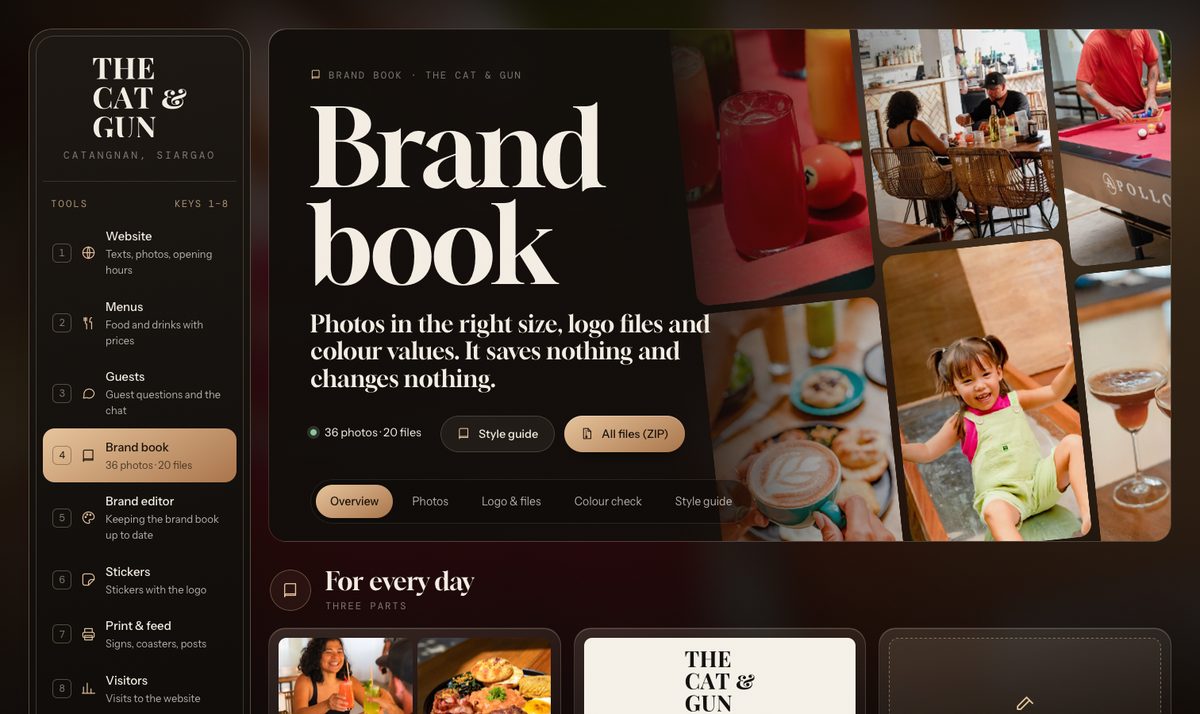 THE
CAT &
GUN
CATANGNAN, SIARGAO
TOOLS
KEYS 1–8
1
Website
Texts, photos, opening
hours
2
Menus
Food and drinks with
prices
3
Guests
Guest questions and the
chat
4
Brand book
36 photos · 20 files
5
Brand editor
Keeping the brand book
up to date
6
Stickers
Stickers with the logo
7
Print & feed
Signs, coasters, posts
8
Visitors
Visits to the website
BRAND BOOK · THE CAT & GUN
Brand
book
Photos in the right size, logo files and
colour values. It saves nothing and
changes nothing.
36 photos · 20 files
Style guide
All files (ZIP)
Overview
Photos
Logo & files
Colour check
Style guide
For every day
THREE PARTS
THE
CAT &
GUN